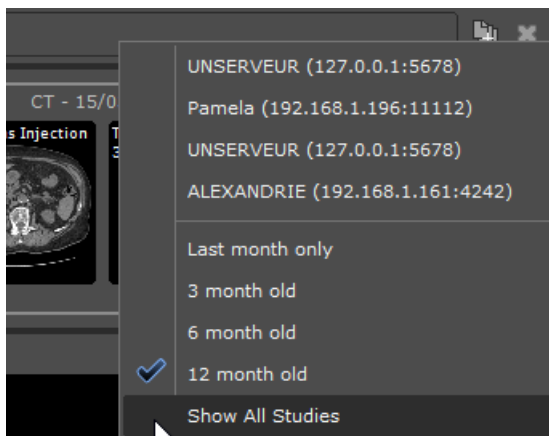 UNSERVEUR (127.0.0.1:5678)
Pamela (192.168.1.196:11112)
CT - 15/0
UNSERVEUR (127.0.0.1:5678)
s Injection
T
3
ALEXANDRIE (192.168.1.161:4242)
Last month only
3 month old
6 month old
12 month old
Show All Studies